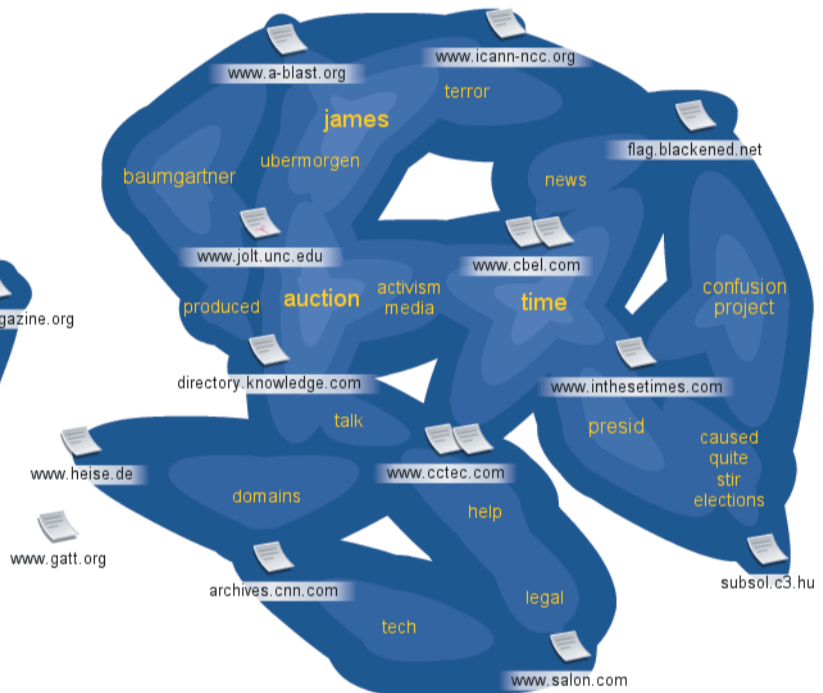 www.icann-ncc.org
www.a-blast.org
terror
james
flag.blackened.net
ubermorgen
baumgartner
news
www.jolt.unc.edu
www.cbel.com
activism
media
confusion
project
produced
auction
time
gazine.org
directory.knowledge.com
www.inthesetimes.com
talk
presid
caused
quite
stir
elections
www.heise.de
www.cctec.com
domains
help
www.gatt.org
subsol.c3.hu
archives.cnn.com
legal
tech
www.salon.com